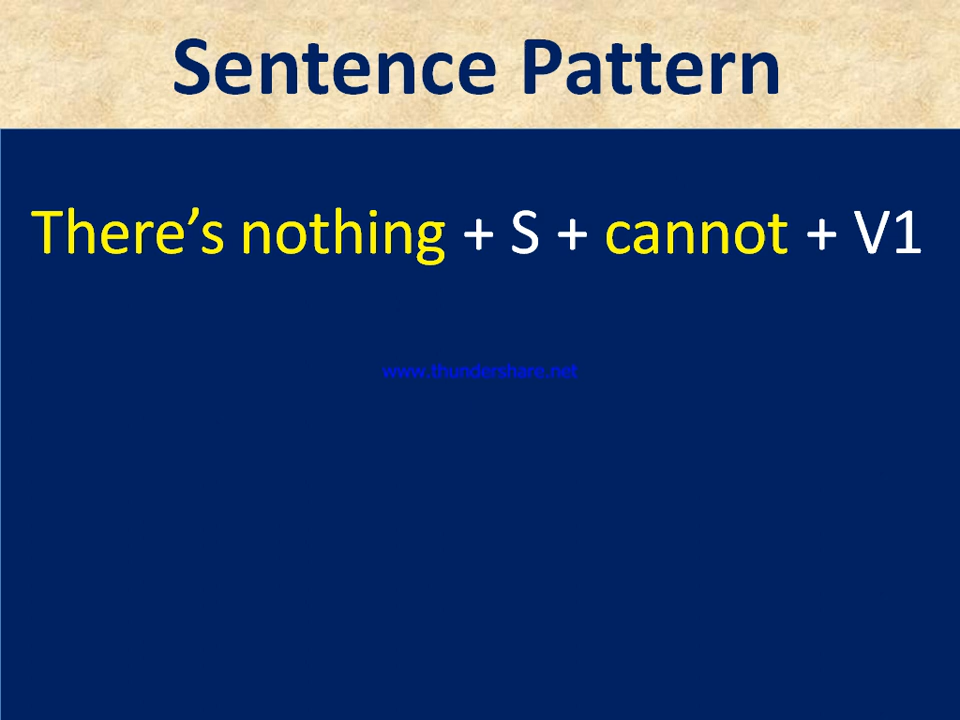 Sentence Pattern
There's nothing + S + cannot + V1
www.thundershare.net